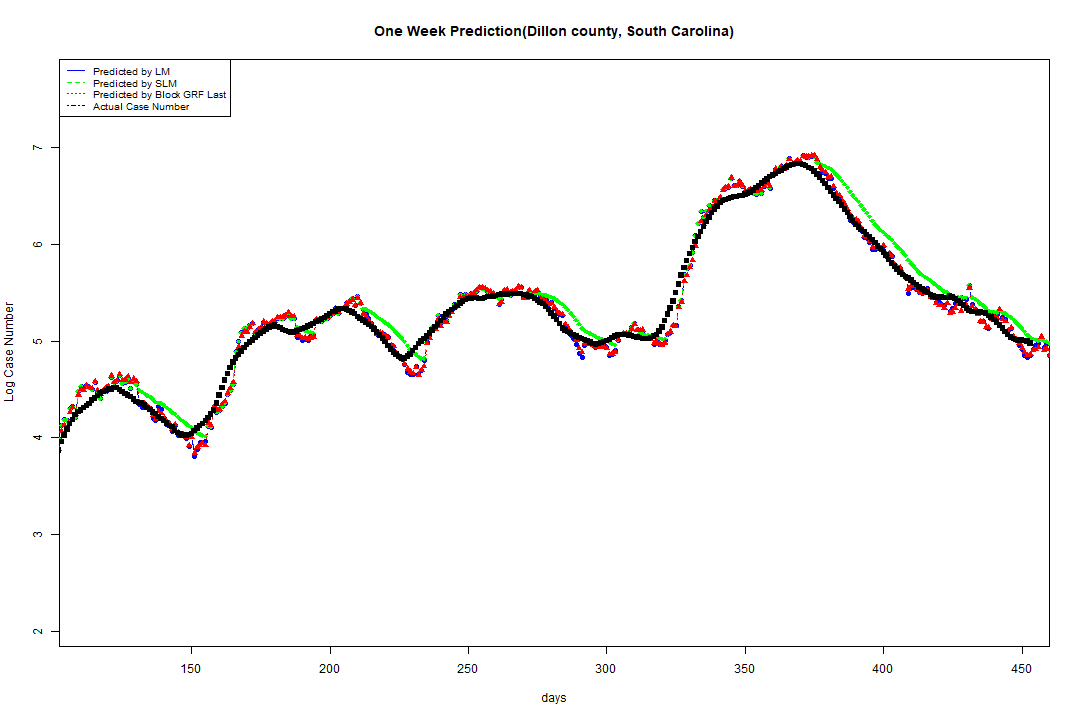 One Week Prediction(Dillon county, South Carolina)
Predicted by LM
Predicted by SLM
Predicted by Block GRF Last
Actual Case Number
7
6
5
4
3
2
Log Case Number
150 200 250 300 350 400 450
days